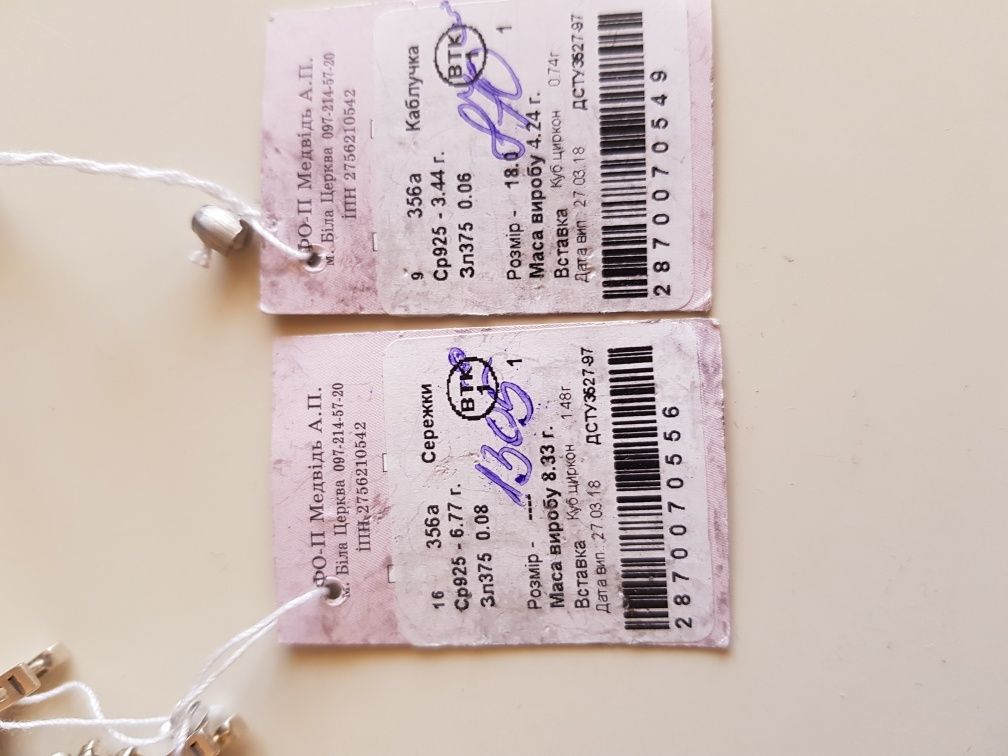 ФО-П Медвідь А.П.
м. Біла Церква 097-214-57-20
ІПН 2756210542
9 356а Каблучка
Ср925 - 3.44 г.
Зл375 0.06
ВТК
1
Розмір - 18.0 1
Маса виробу 4.24 г.
Вставка Куб.циркон 0.74г
Дата вип.: 27.03.18 ДСТУ3527-97
2870070549
ФО-П Медвідь А.П.
м. Біла Церква 097-214-57-20
ІПН 2756210542
16 356а Сережки
Ср925 - 6.77 г.
Зл375 0.08
ВТК
1
Розмір - ---- 1
Маса виробу 8.33 г.
Вставка Куб.циркон 1.48г
Дата вип.: 27.03.18 ДСТУ3527-97
2870070556